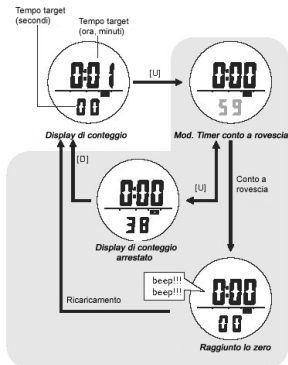 Tempo target
(secondi)
Tempo target
(ora, minuti)
0:01
00
[U]
0:00
59
Display di conteggio
Mod. Timer conto a rovescia
[D]
[U]
0:00
38
Display di conteggio
arrestato
Conto a
rovescia
beep!!!
beep!!!
0:00
00
Ricaricamento
Raggiunto lo zero